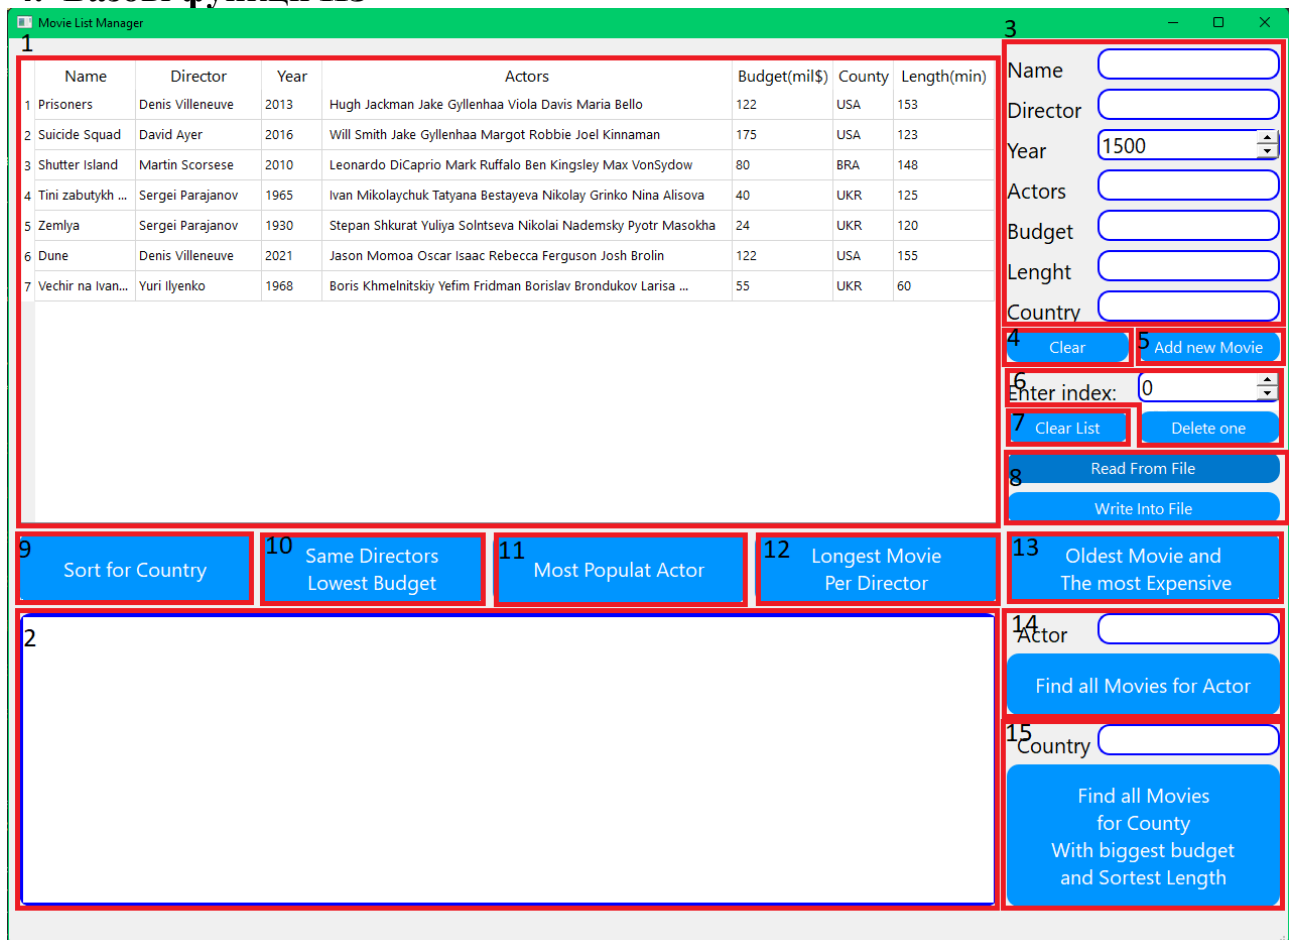 4. Базові функції ПЗ
Movie List Manager
1
3
Name Director Year Actors Budget(mil$) County Length(min)
1 Prisoners Denis Villeneuve 2013 Hugh Jackman Jake Gyllenhaa Viola Davis Maria Bello 122 USA 153
2 Suicide Squad David Ayer 2016 Will Smith Jake Gyllenhaa Margot Robbie Joel Kinnaman 175 USA 123
3 Shutter Island Martin Scorsese 2010 Leonardo DiCaprio Mark Ruffalo Ben Kingsley Max VonSydow 80 BRA 148
4 Tini zabutykh ... Sergei Parajanov 1965 Ivan Mikolaychuk Tatyana Bestayeva Nikolay Grinko Nina Alisova 40 UKR 125
5 Zemlya Sergei Parajanov 1930 Stepan Shkurat Yuliya Solntseva Nikolai Nademsky Pyotr Masokha 24 UKR 120
6 Dune Denis Villeneuve 2021 Jason Momoa Oscar Isaac Rebecca Ferguson Josh Brolin 122 USA 155
7 Vechir na Ivan... Yuri Ilyenko 1968 Boris Khmelnitskiy Yefim Fridman Borislav Brondukov Larisa ... 55 UKR 60
Name
Director
Year 1500
Actors
Budget
Lenght
Country
4 Clear
5 Add new Movie
6
Enter index: 0
7 Clear List
Delete one
8
Read From File
Write Into File
9
Sort for Country
10
Same Directors
Lowest Budget
11
Most Populat Actor
12
Longest Movie
Per Director
13
Oldest Movie and
The most Expensive
2
14
Actor
Find all Movies for Actor
15
Country
Find all Movies
for County
With biggest budget
and Sortest Length